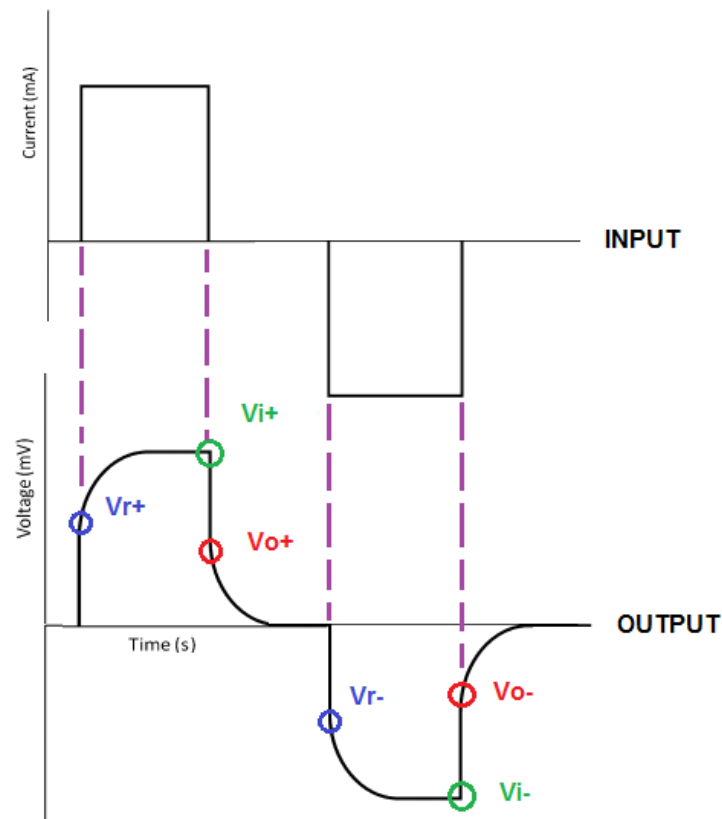 Current (mA)
INPUT
Vi+
Voltage (mV)
Vr+
Vo+
OUTPUT
Time (s)
Vr-
Vo-
Vi-